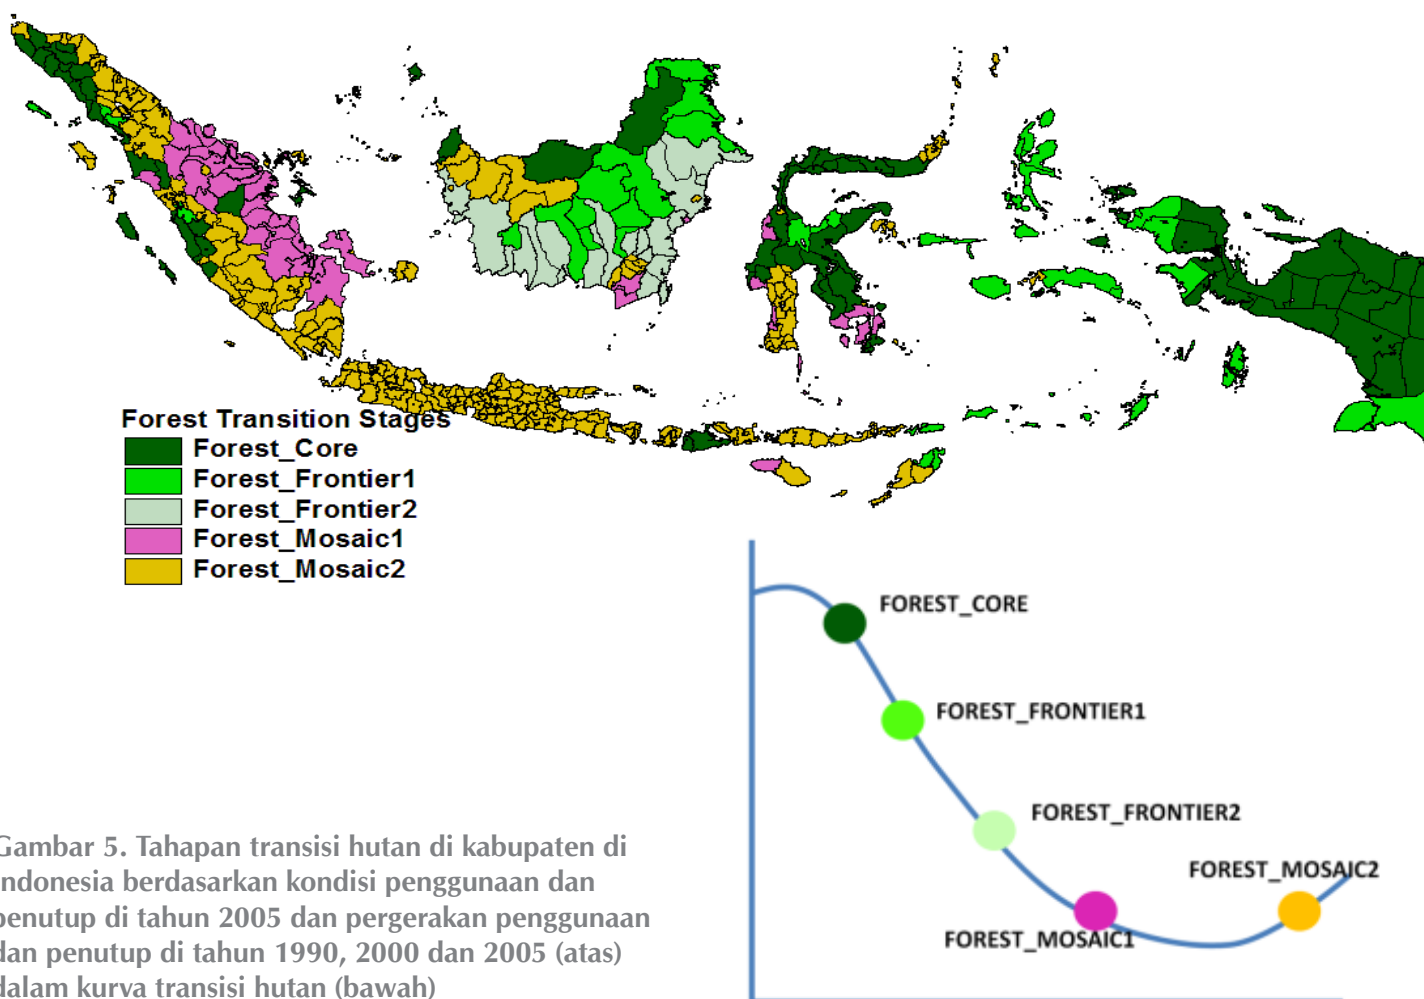 Forest Transition Stages
Forest_Core
Forest_Frontier1
Forest_Frontier2
Forest_Mosaic1
Forest_Mosaic2
FOREST_CORE
FOREST_FRONTIER1
FOREST_FRONTIER2
FOREST_MOSAIC2
FOREST_MOSAIC1
Gambar 5. Tahapan transisi hutan di kabupaten di
Indonesia berdasarkan kondisi penggunaan dan
penutup di tahun 2005 dan pergerakan penggunaan
dan penutup di tahun 1990, 2000 dan 2005 (atas)
dalam kurva transisi hutan (bawah)